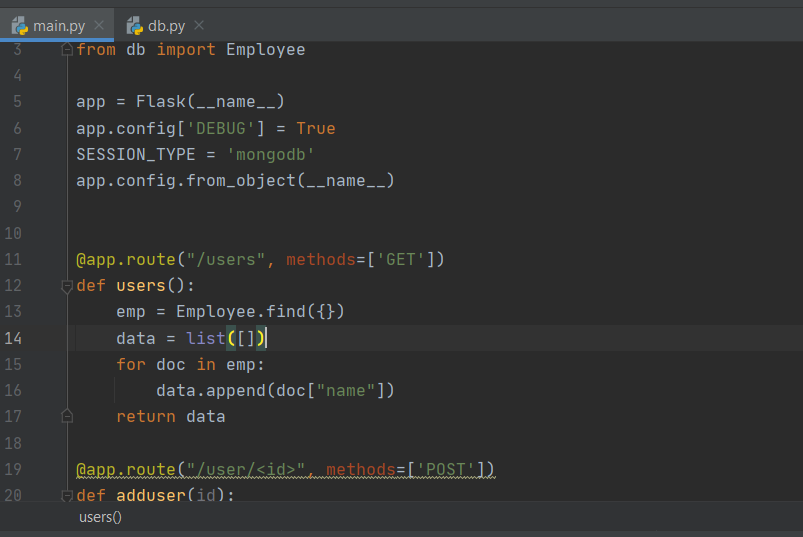 main.py db.py
3 from db import Employee
4
5 app = Flask(__name__)
6 app.config['DEBUG'] = True
7 SESSION_TYPE = 'mongodb'
8 app.config.from_object(__name__)
9
10
11 @app.route("/users", methods=['GET'])
12 def users():
13 emp = Employee.find({})
14 data = list([])
15 for doc in emp:
16 data.append(doc["name"])
17 return data
18
19 @app.route("/user/<id>", methods=['POST'])
20 def adduser(id):
users()